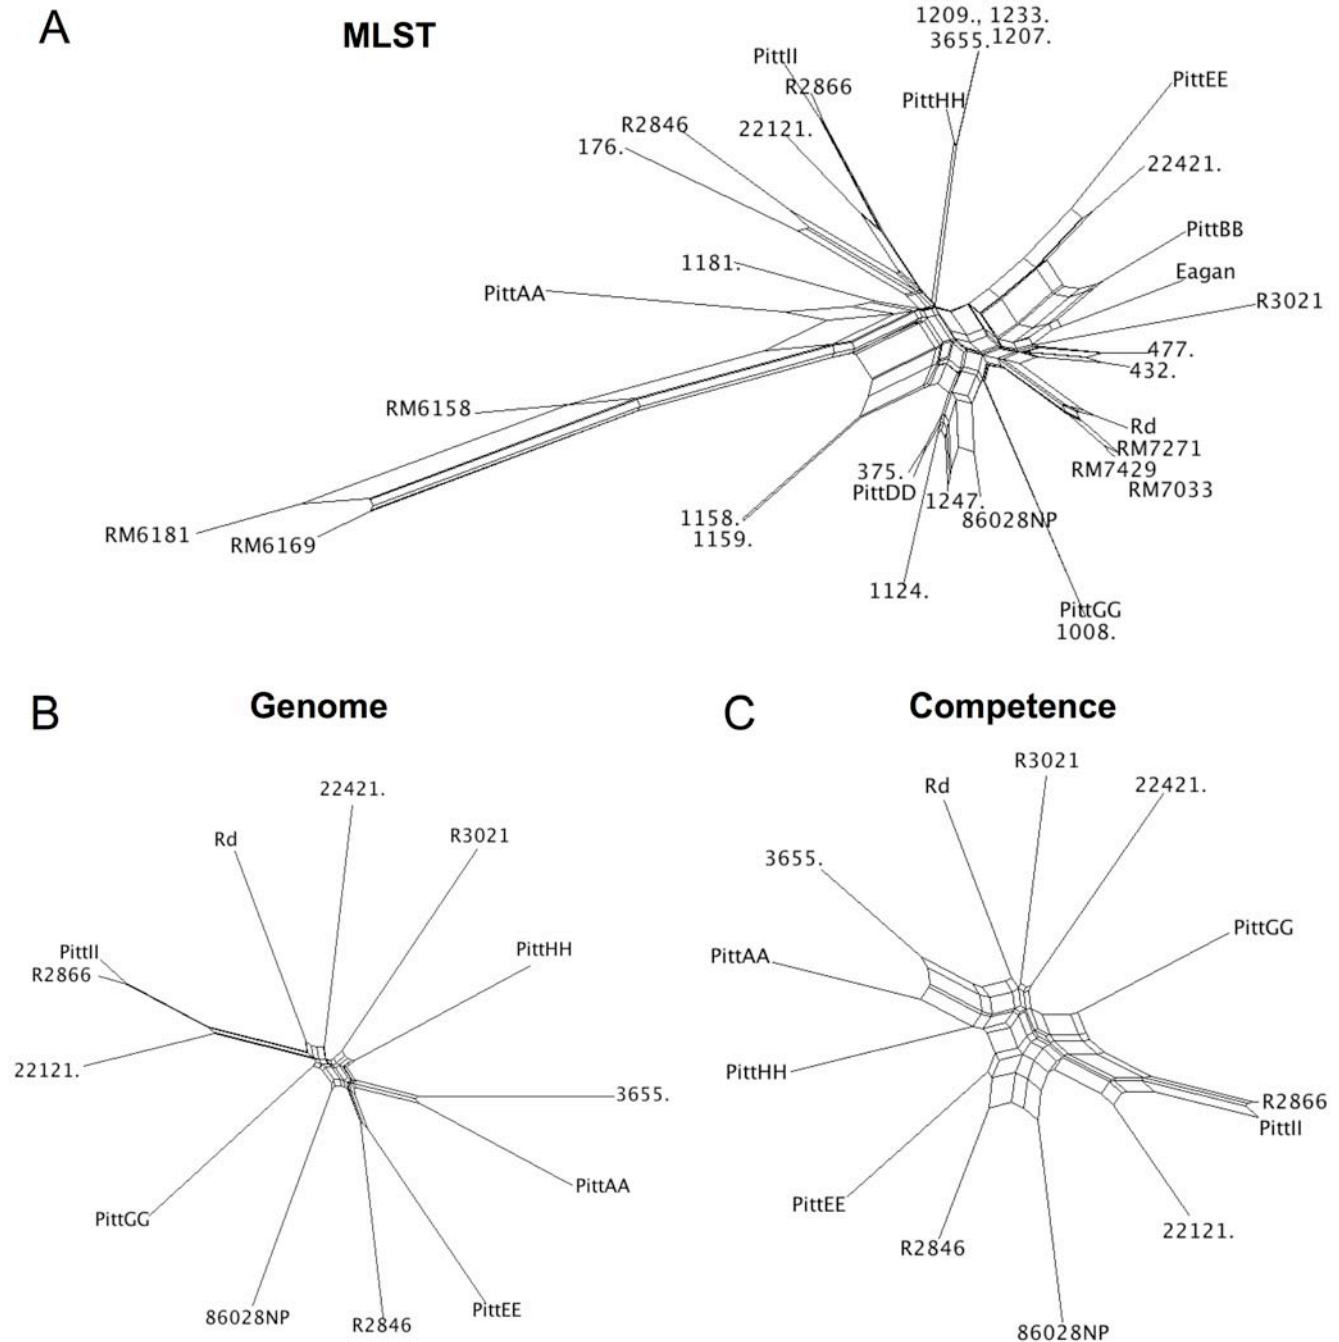 A
MLST
1209., 1233.
3655. 1207.
PittII
R2866
PittHH
PittEE
R2846
22121.
176.
22421.
PittBB
1181.
Eagan
PittAA
R3021
477.
432.
RM6158
Rd
RM7271
375.
RM7429
PittDD
RM7033
1247.
1158.
86028NP
RM6181
1159.
RM6169
1124.
PittGG
1008.
B
Genome
22421.
Rd
R3021
PittII
PittHH
R2866
22121.
3655.
PittAA
PittGG
86028NP
PittEE
R2846
C
Competence
R3021
Rd
22421.
3655.
PittGG
PittAA
PittHH
R2866
PittII
PittEE
22121.
R2846
86028NP